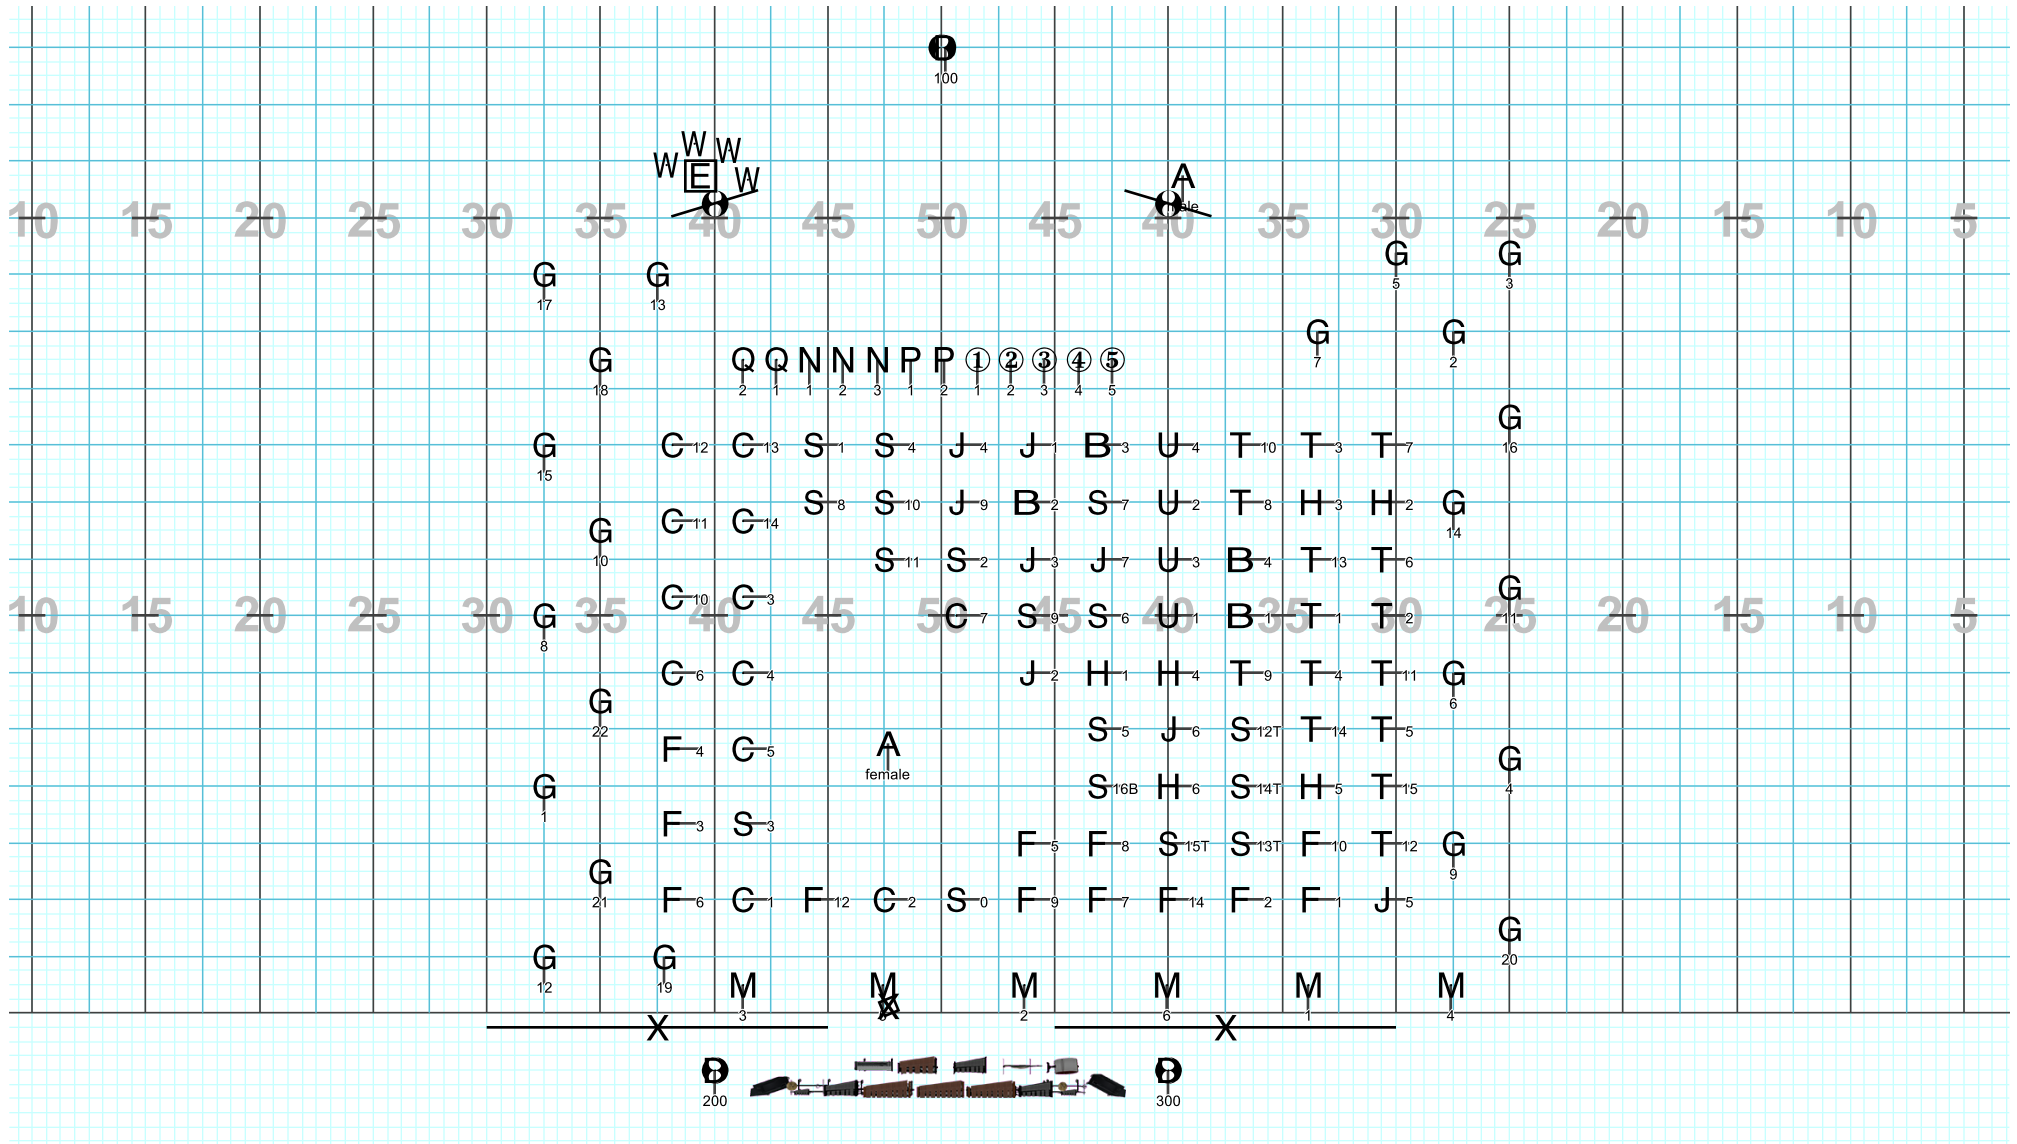 D
100
W W W
W E W
A
male
10 15 20 25 30 35 40 45 50 45 40 35 30 25 20 15 10 5
G G
5 3
G G
17 13
G G
7 2
G Q Q N N N P P ① ② ③ ④ ⑤
18 2 1 1 2 3 1 2 1 2 3 4 5
G
16
G C 12 C 13 S 1 S 4 J 4 J 1 B 3 U 4 T 10 T 3 T 7
15
S 8 S 10 J 9 B 2 S 7 U 2 T 8 H 3 H 2 G
14
C 11 C 14
G
10
S 11 S 2 J 3 J 7 U 3 B 4 T 13 T 6
G
11
C 10 C 3
10 15 20 25 30 35 40 45 50 45 40 35 30 25 20 15 10 5
G C 7 S 9 S 6 U 1 B 1 T 1 T 2
8
C 6 C 4 J 2 H 1 H 4 T 9 T 4 T 11 G
6
G
22
S 5 J 6 S 12T T 14 T 5
F 4 C 5 A
female
G
4
G S 16B H 6 S 14T H 5 T 15
1
F 3 S 3
F 5 F 8 S 15T S 13T F 10 T 12 G
9
G
21
F 6 C 1 F 12 C 2 S 0 F 9 F 7 F 14 F 2 F 1 J 5
G
20
G G
12 19
M M M M M M
3 2 6 1 4
X X
D D
200 300